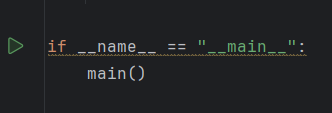 if __name__ == "__main__":
    main()